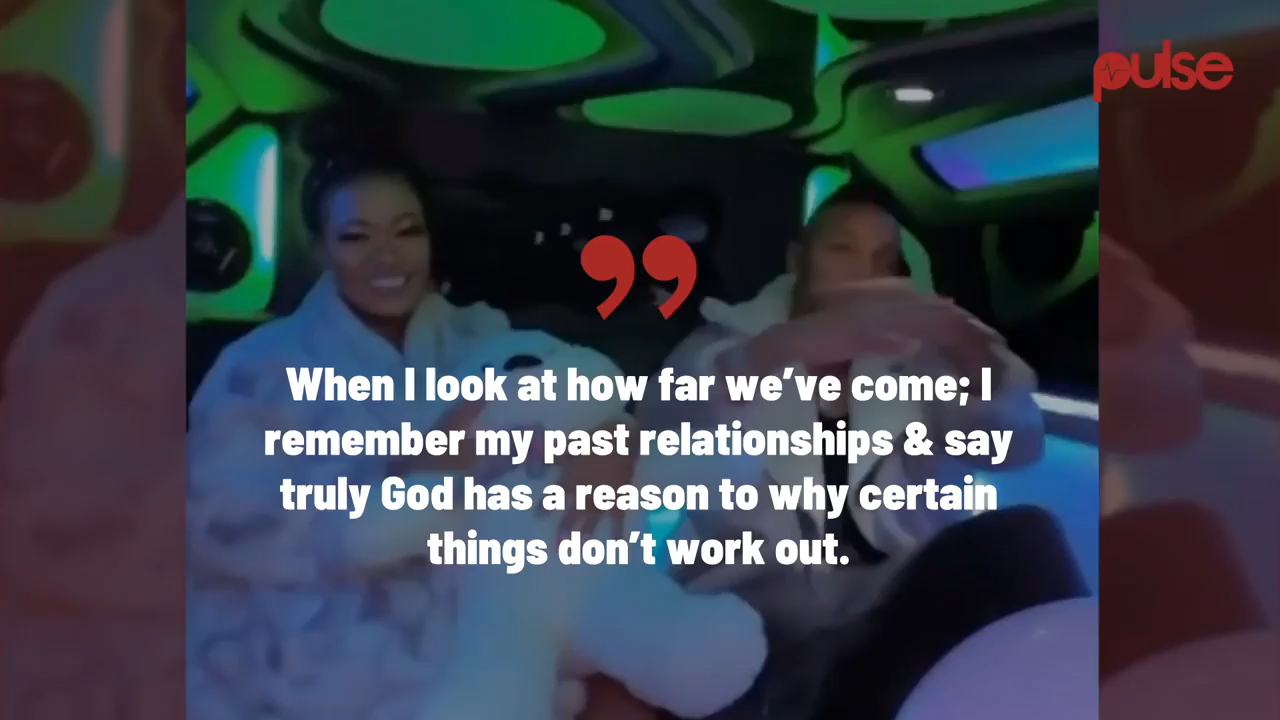 pulse
When I look at how far we’ve come; I
remember my past relationships & say
truly God has a reason to why certain
things don’t work out.